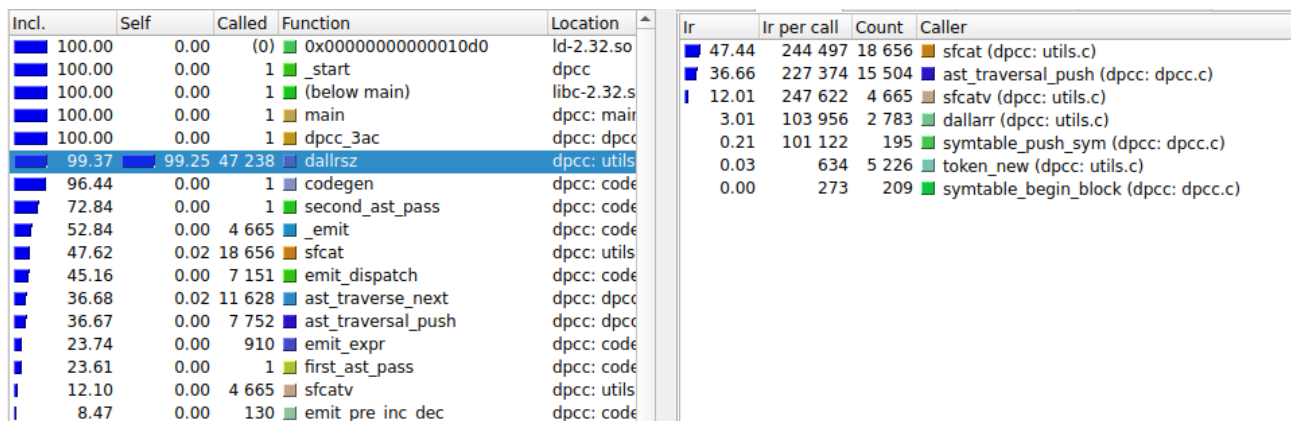 Incl. Self Called Function Location
100.00 0.00 (0) 0x00000000000010d0 ld-2.32.so
100.00 0.00 1 _start dpcc
100.00 0.00 1 (below main) libc-2.32.s
100.00 0.00 1 main dpcc: mair
100.00 0.00 1 dpcc_3ac dpcc: dpcc
99.37 99.25 47 238 dallrsz dpcc: utils
96.44 0.00 1 codegen dpcc: code
72.84 0.00 1 second_ast_pass dpcc: code
52.84 0.00 4 665 _emit dpcc: code
47.62 0.02 18 656 sfcat dpcc: utils
45.16 0.00 7 151 emit_dispatch dpcc: code
36.68 0.02 11 628 ast_traverse_next dpcc: dpcc
36.67 0.00 7 752 ast_traversal_push dpcc: dpcc
23.74 0.00 910 emit_expr dpcc: code
23.61 0.00 1 first_ast_pass dpcc: code
12.10 0.00 4 665 sfcatv dpcc: utils
8.47 0.00 130 emit_pre_inc_dec dpcc: code
Ir Ir per call Count Caller
47.44 244 497 18 656 sfcat (dpcc: utils.c)
36.66 227 374 15 504 ast_traversal_push (dpcc: dpcc.c)
12.01 247 622 4 665 sfcatv (dpcc: utils.c)
3.01 103 956 2 783 dallarr (dpcc: utils.c)
0.21 101 122 195 symtable_push_sym (dpcc: dpcc.c)
0.03 634 5 226 token_new (dpcc: utils.c)
0.00 273 209 symtable_begin_block (dpcc: dpcc.c)